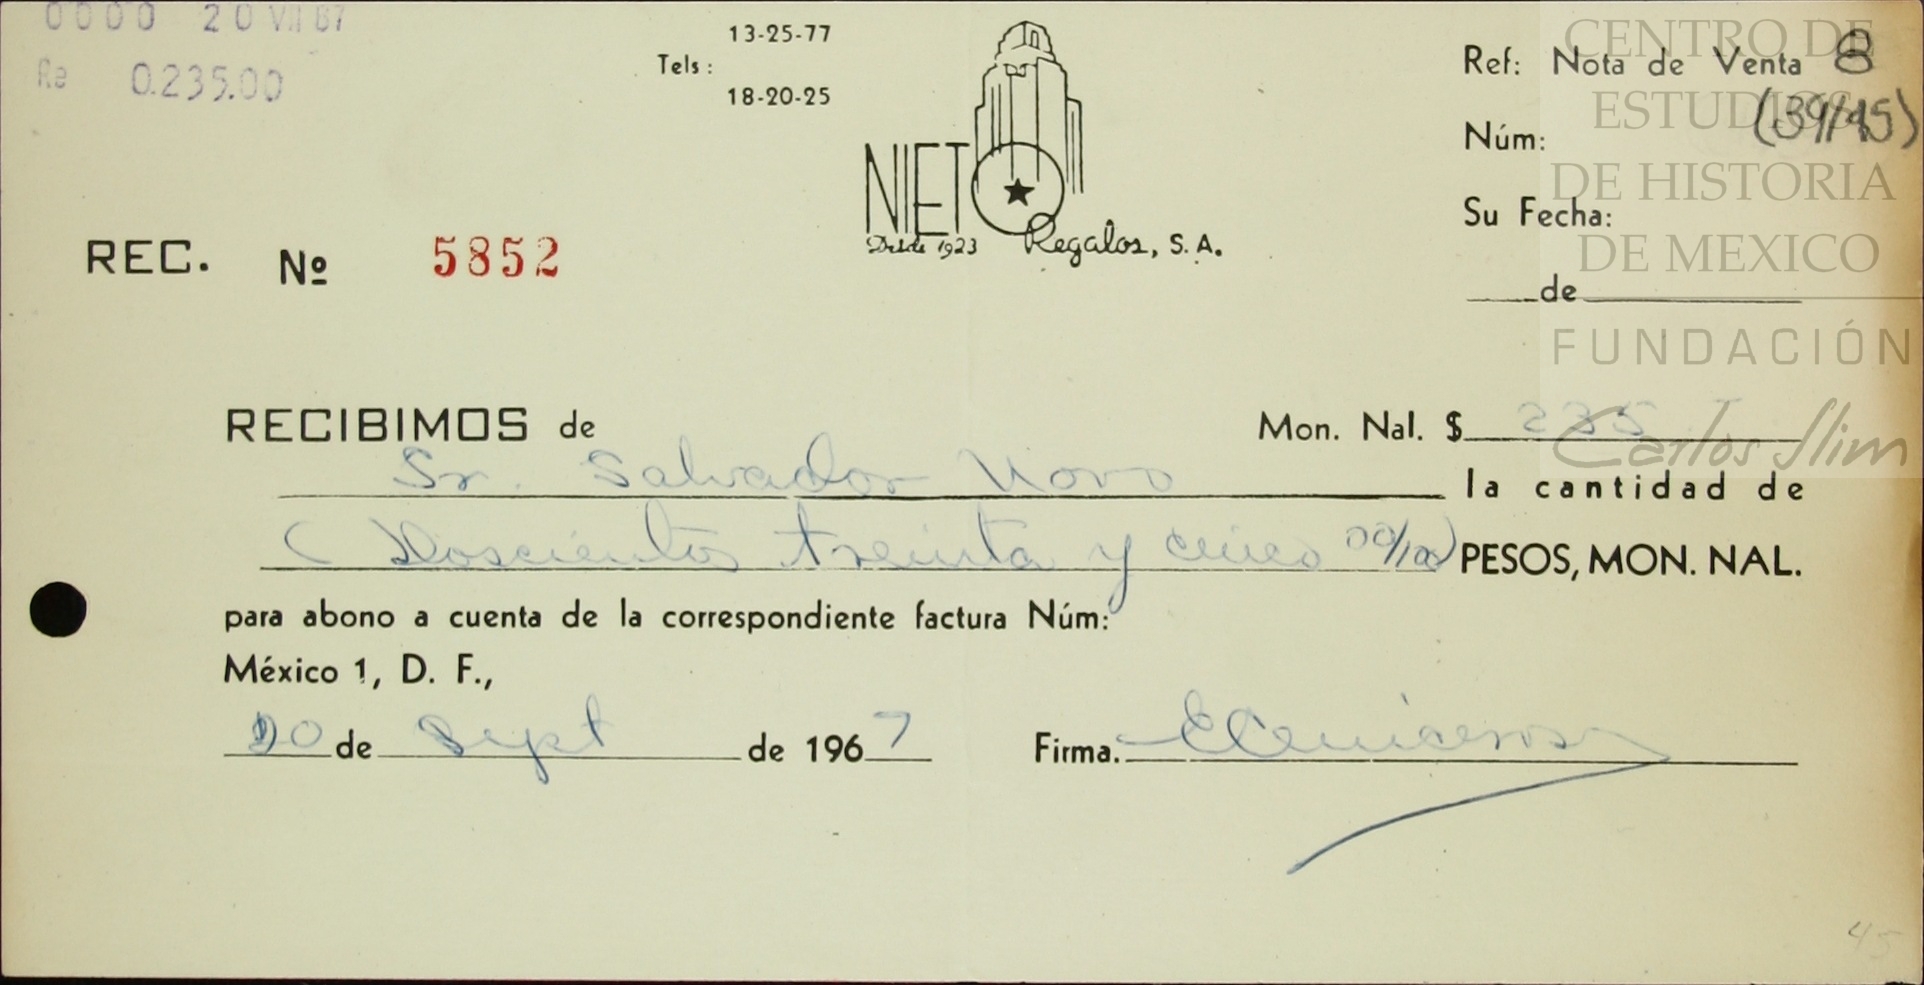 0000 20 VII 67
Re 0.235.00
Tels:
13-25-77
18-20-25
NIETO
Desde 1923 Regalos, S. A.
Ref: Nota de Venta 8
(39/45)
Núm:
Su Fecha:
de
CENTRO DE
ESTUDIOS
DE HISTORIA
DE MEXICO
FUNDACIÓN
Carlos Slim
REC. Nº 5852
RECIBIMOS de
Mon. Nal. $ 235
Sr. Salvador Novo la cantidad de
( Doscientos treinta y cinco 00/100) PESOS, MON. NAL.
para abono a cuenta de la correspondiente factura Núm:
México 1, D. F.,
20 de Sept de 1967 Firma.
45